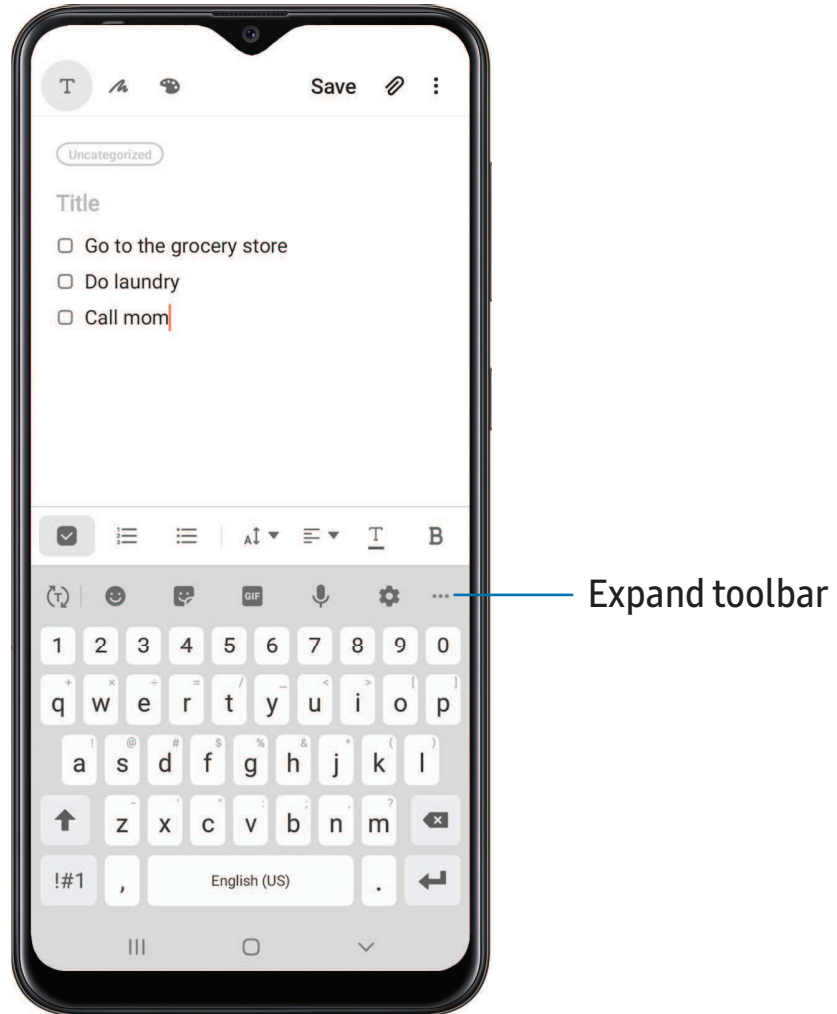 T Save
Uncategorized
Title
Go to the grocery store
Do laundry
Call mom
A T B
T GIF
Expand toolbar
1 2 3 4 5 6 7 8 9 0
+ × ÷ = / _ < > [ ]
q w e r t y u i o p
! @ # $ % & * ( )
a s d f g h j k l
- ' " : ; , ?
z x c v b n m
!#1 , English (US) .